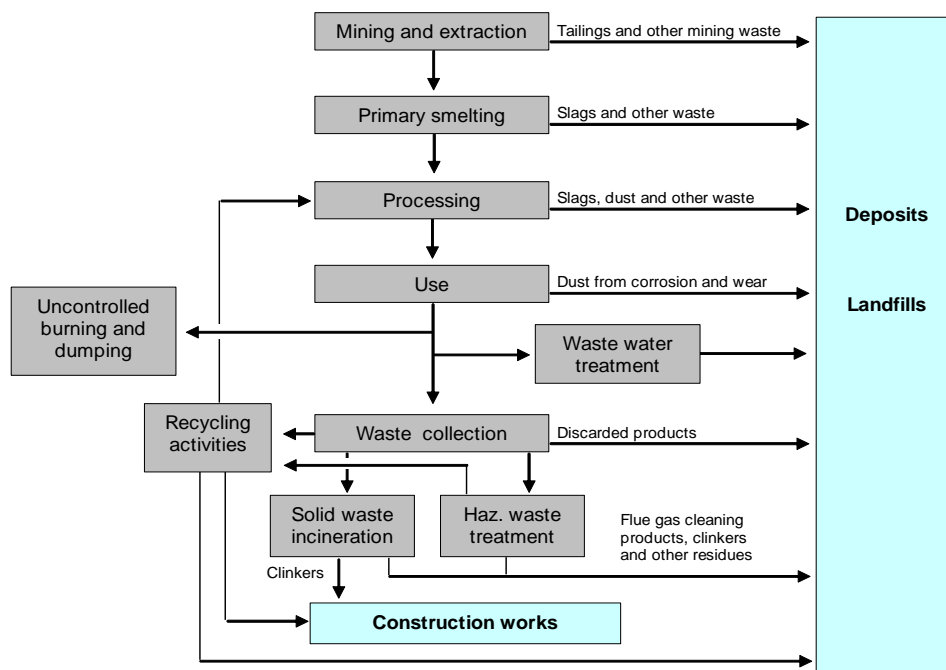 Mining and extraction
Tailings and other mining waste
Primary smelting
Slags and other waste
Processing
Slags, dust and other waste
Deposits
Use
Dust from corrosion and wear
Landfills
Uncontrolled
burning and
dumping
Waste water
treatment
Recycling
activities
Waste collection
Discarded products
Solid waste
incineration
Haz. waste
treatment
Flue gas cleaning
products, clinkers
and other residues
Clinkers
Construction works